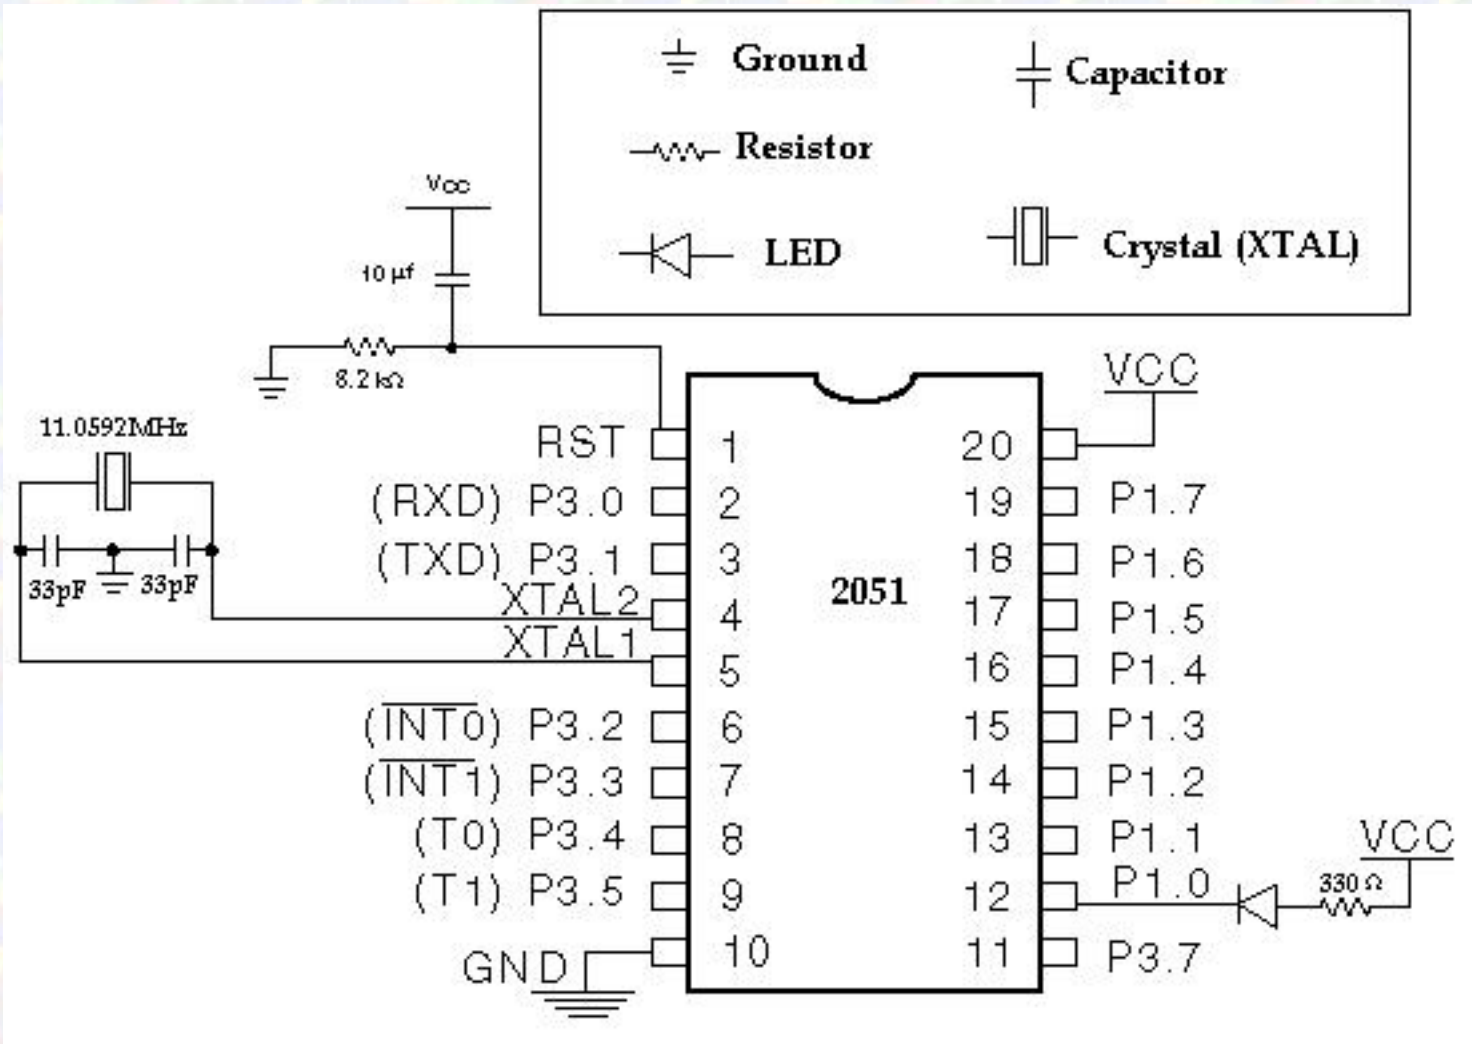 Ground
Capacitor
Resistor
LED
Crystal (XTAL)
VCC
10 µf
8.2 kΩ
11.0592MHz
33pF
33pF
RST
(RXD) P3.0
(TXD) P3.1
XTAL2
XTAL1
(INT0) P3.2
(INT1) P3.3
(T0) P3.4
(T1) P3.5
GND
1
2
3
4
5
6
7
8
9
10
2051
20
19
18
17
16
15
14
13
12
11
VCC
P1.7
P1.6
P1.5
P1.4
P1.3
P1.2
P1.1
P1.0
P3.7
330 Ω
VCC